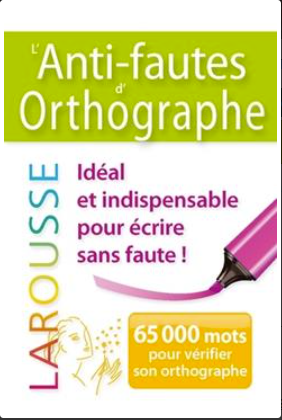 L'Anti-fautes
d'
Orthographe
LAROUSSE
Idéal
et indispensable
pour écrire
sans faute !
65 000 mots
pour vérifier
son orthographe